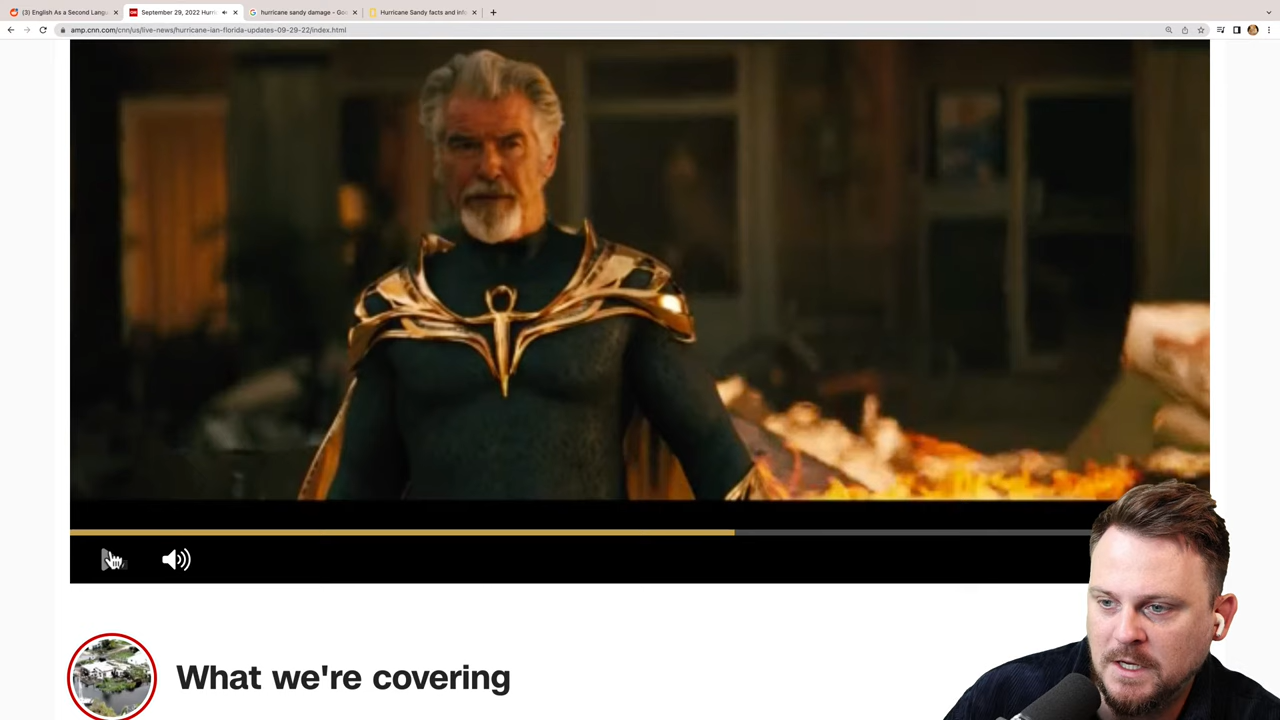 (3) English As a Second Lang
September 29, 2022 Hurri
hurricane sandy damage - Goo
Hurricane Sandy facts and inf
amp.cnn.com/cnn/us/live-news/hurricane-ian-florida-updates-09-29-22/index.html
What we're covering